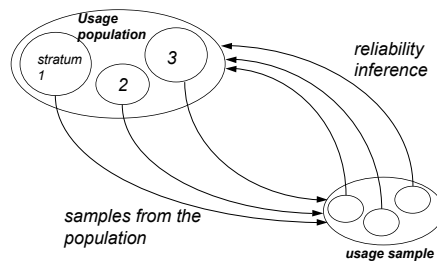 Usage
population
stratum
1
2
3
reliability
inference
samples from the
population
usage sample